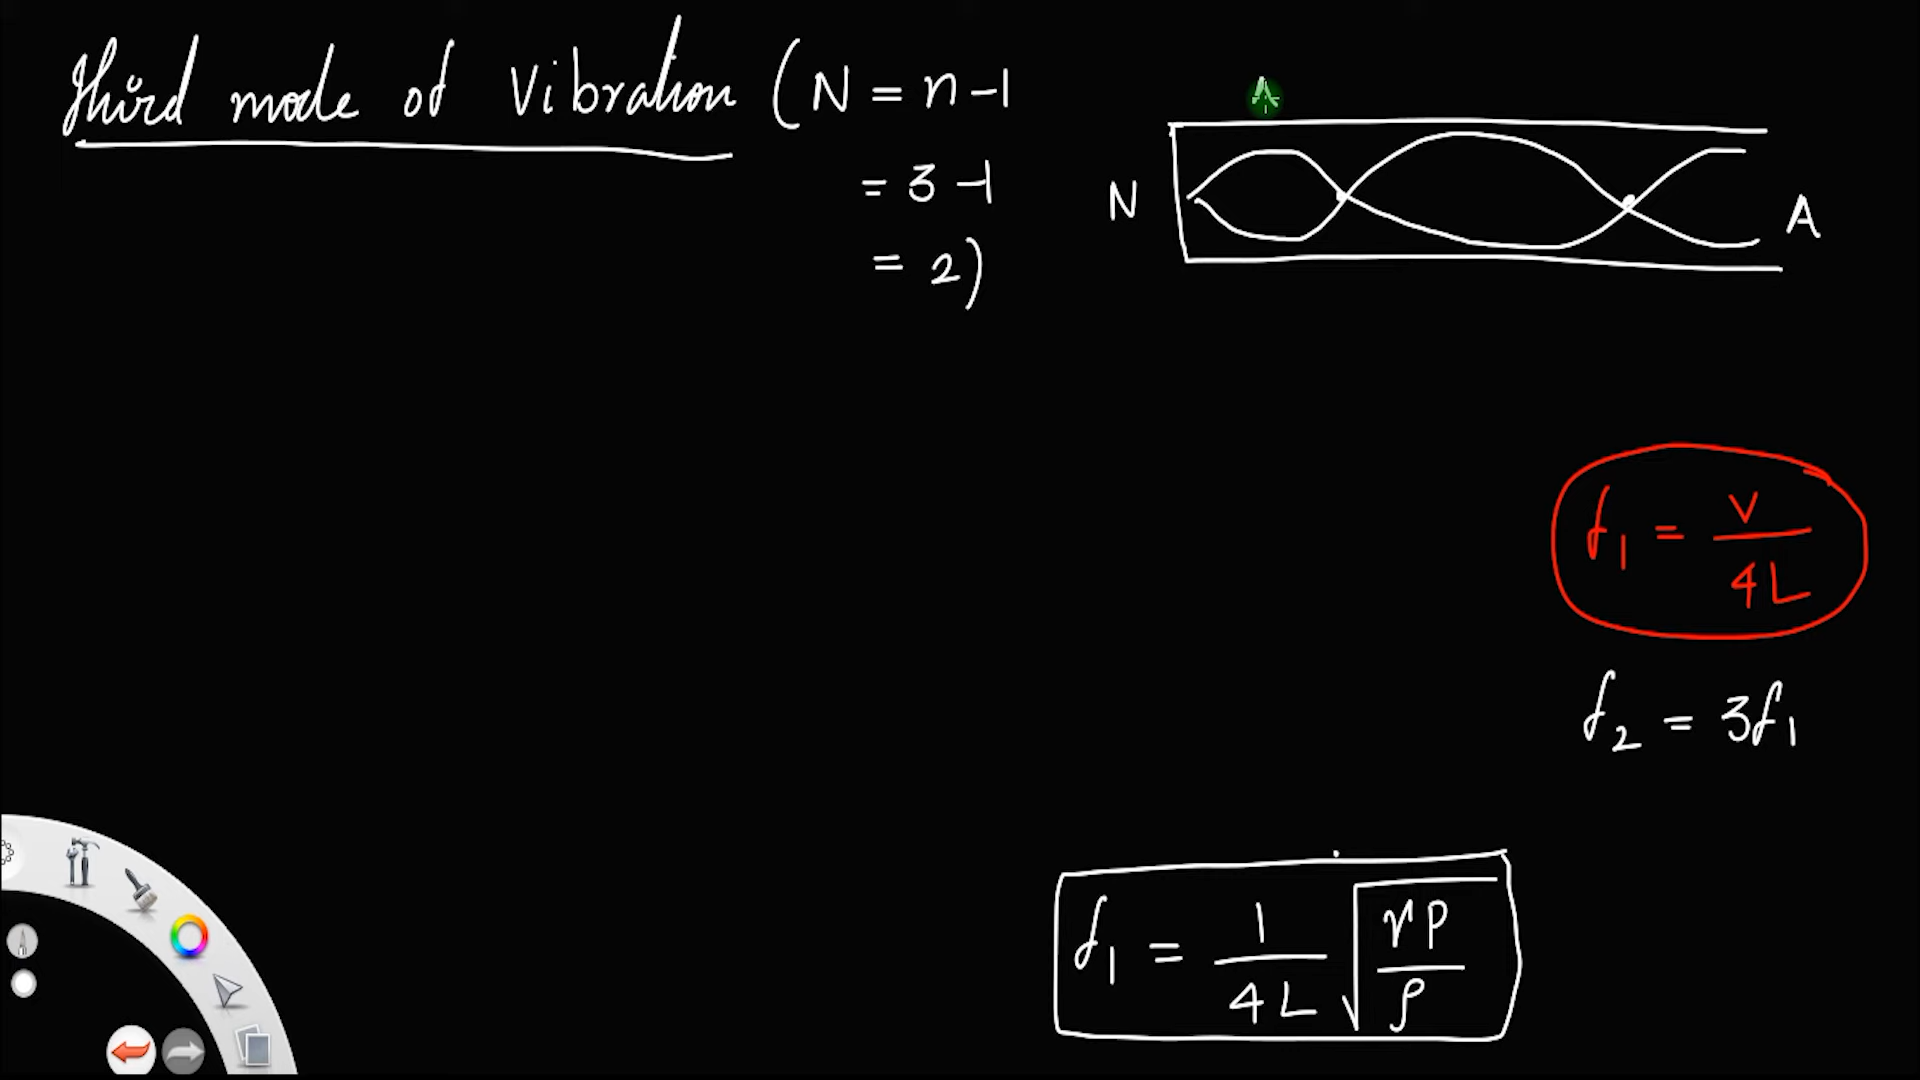 Third mode of Vibration (N = n-1
= 3-1
= 2)
A
N
A
f₁ = v/4L
f₂ = 3f₁
f₁ = 1/4L √γP/ρ